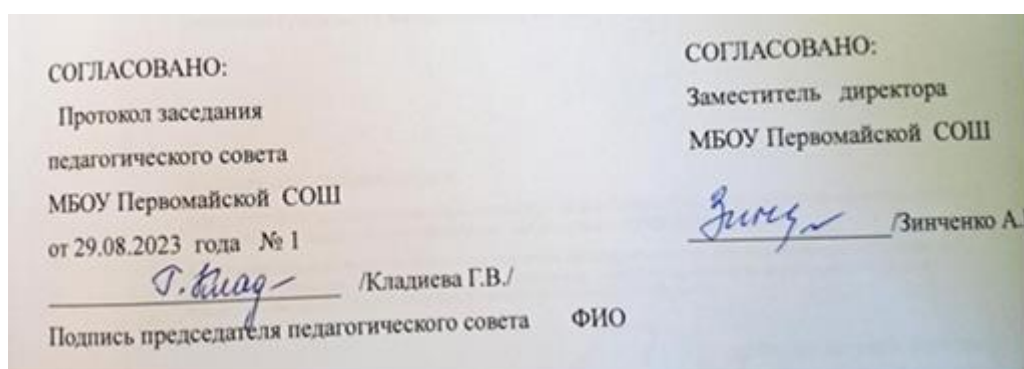 СОГЛАСОВАНО:
Протокол заседания
педагогического совета
МБОУ Первомайской СОШ
от 29.08.2023 года № 1
Г.Клад /Кладиева Г.В./
Подпись председателя педагогического совета ФИО
СОГЛАСОВАНО:
Заместитель директора
МБОУ Первомайской СОШ
/Зинченко А.